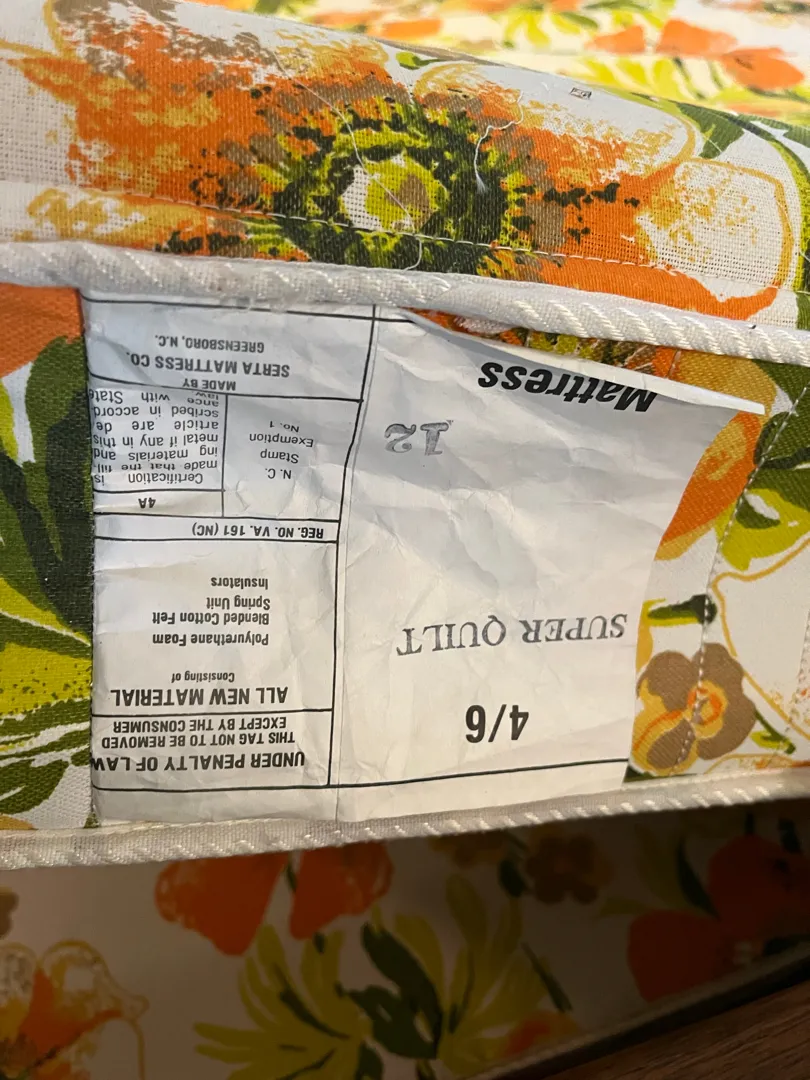 UNDER PENALTY OF LAW
THIS TAG NOT TO BE REMOVED
EXCEPT BY THE CONSUMER
ALL NEW MATERIAL
Consisting of
Polyurethane Foam
Blended Cotton Felt
Spring Unit
Insulators
REG. NO. VA. 161 (NC)
4A
Certification is
made that the fill-
ing materials and
metal if any in this
article are de
scribed in accord
ance with State
law
N. C.
Stamp
Exemption
No. 1
MADE BY
SERTA MATTRESS CO.
GREENSBORO, N.C.
4/6
SUPER QUILT
12
Mattress